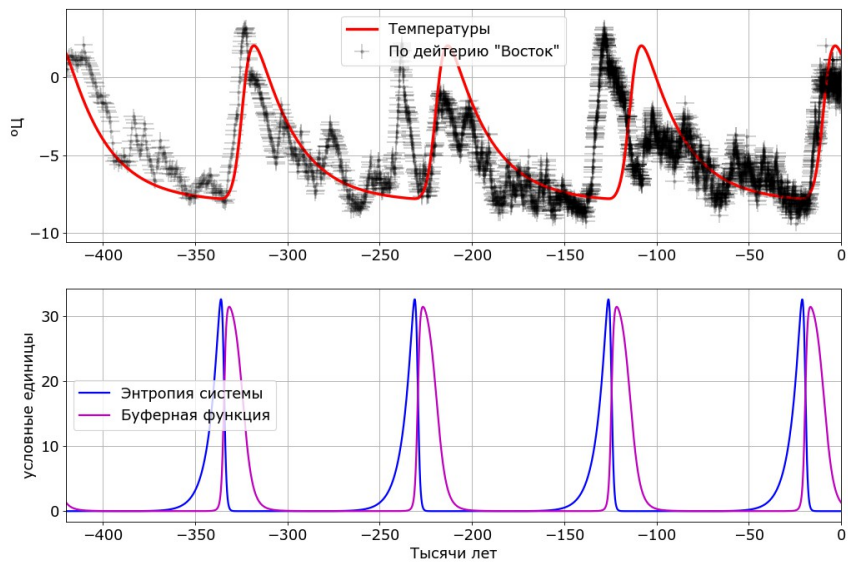 Температуры
По дейтерию "Восток"
0
−5
−10
ºЦ
−400 −350 −300 −250 −200 −150 −100 −50 0
30
20
10
0
условные единицы
Энтропия системы
Буферная функция
−400 −350 −300 −250 −200 −150 −100 −50 0
Тысячи лет